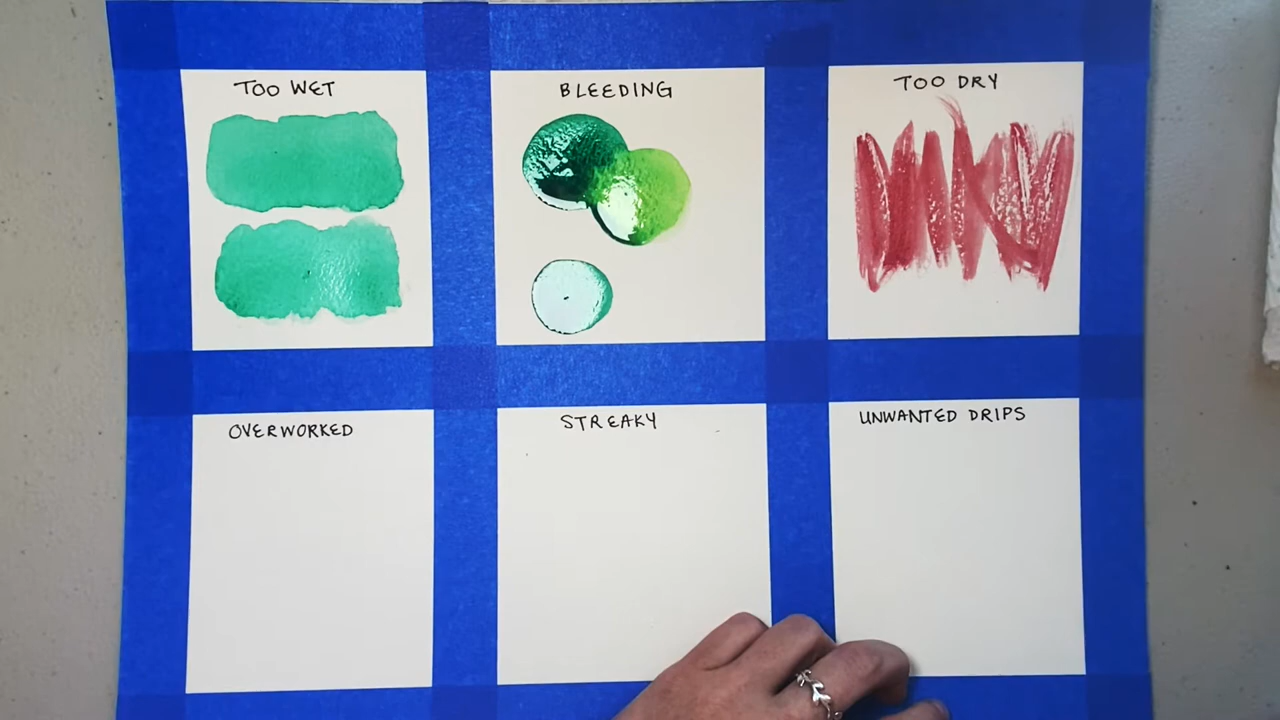 TOO WET
BLEEDING
TOO DRY
OVERWORKED
STREAKY
UNWANTED DRIPS